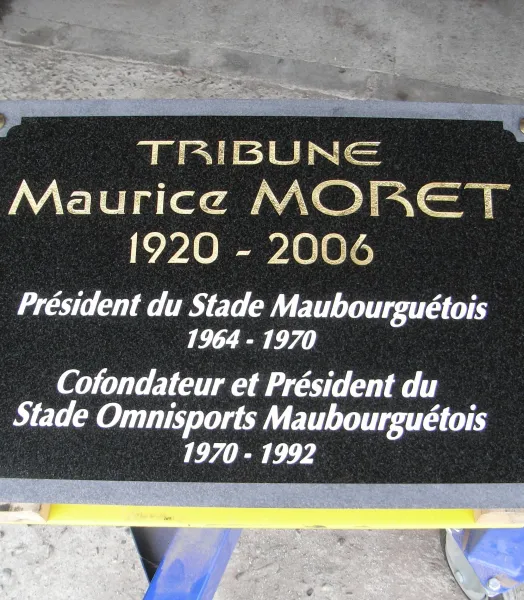 TRIBUNE
Maurice MORET
1920 - 2006
Président du Stade Maubourguétois
1964 - 1970
Cofondateur et Président du
Stade Omnisports Maubourguétois
1970 - 1992